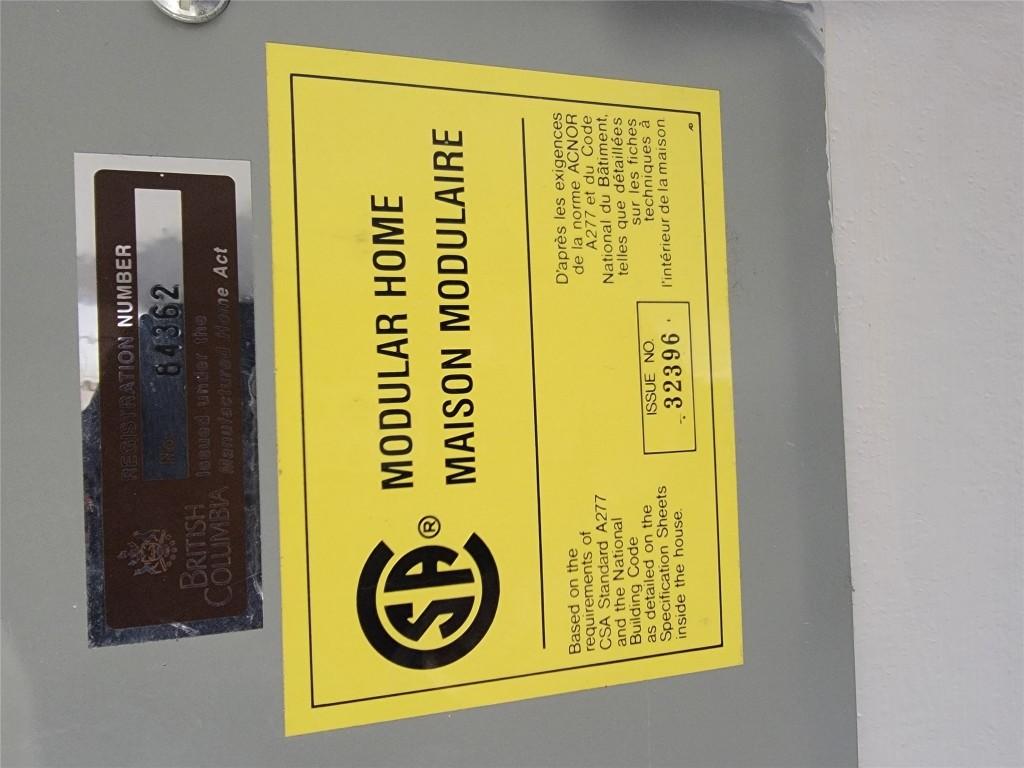 BRITISH
COLUMBIA
REGISTRATION NUMBER
No. 64362
Issued under the
Manufactured Home Act
CSA®
MODULAR HOME
MAISON MODULAIRE
Based on the
requirements of
CSA Standard A277
and the National
Building Code
as detailed on the
Specification Sheets
inside the house.
ISSUE NO.
32396
D'après les exigences
de la norme ACNOR
A277 et du Code
National du Bâtiment,
telles que détaillées
sur les fiches
techniques à
l'intérieur de la maison.